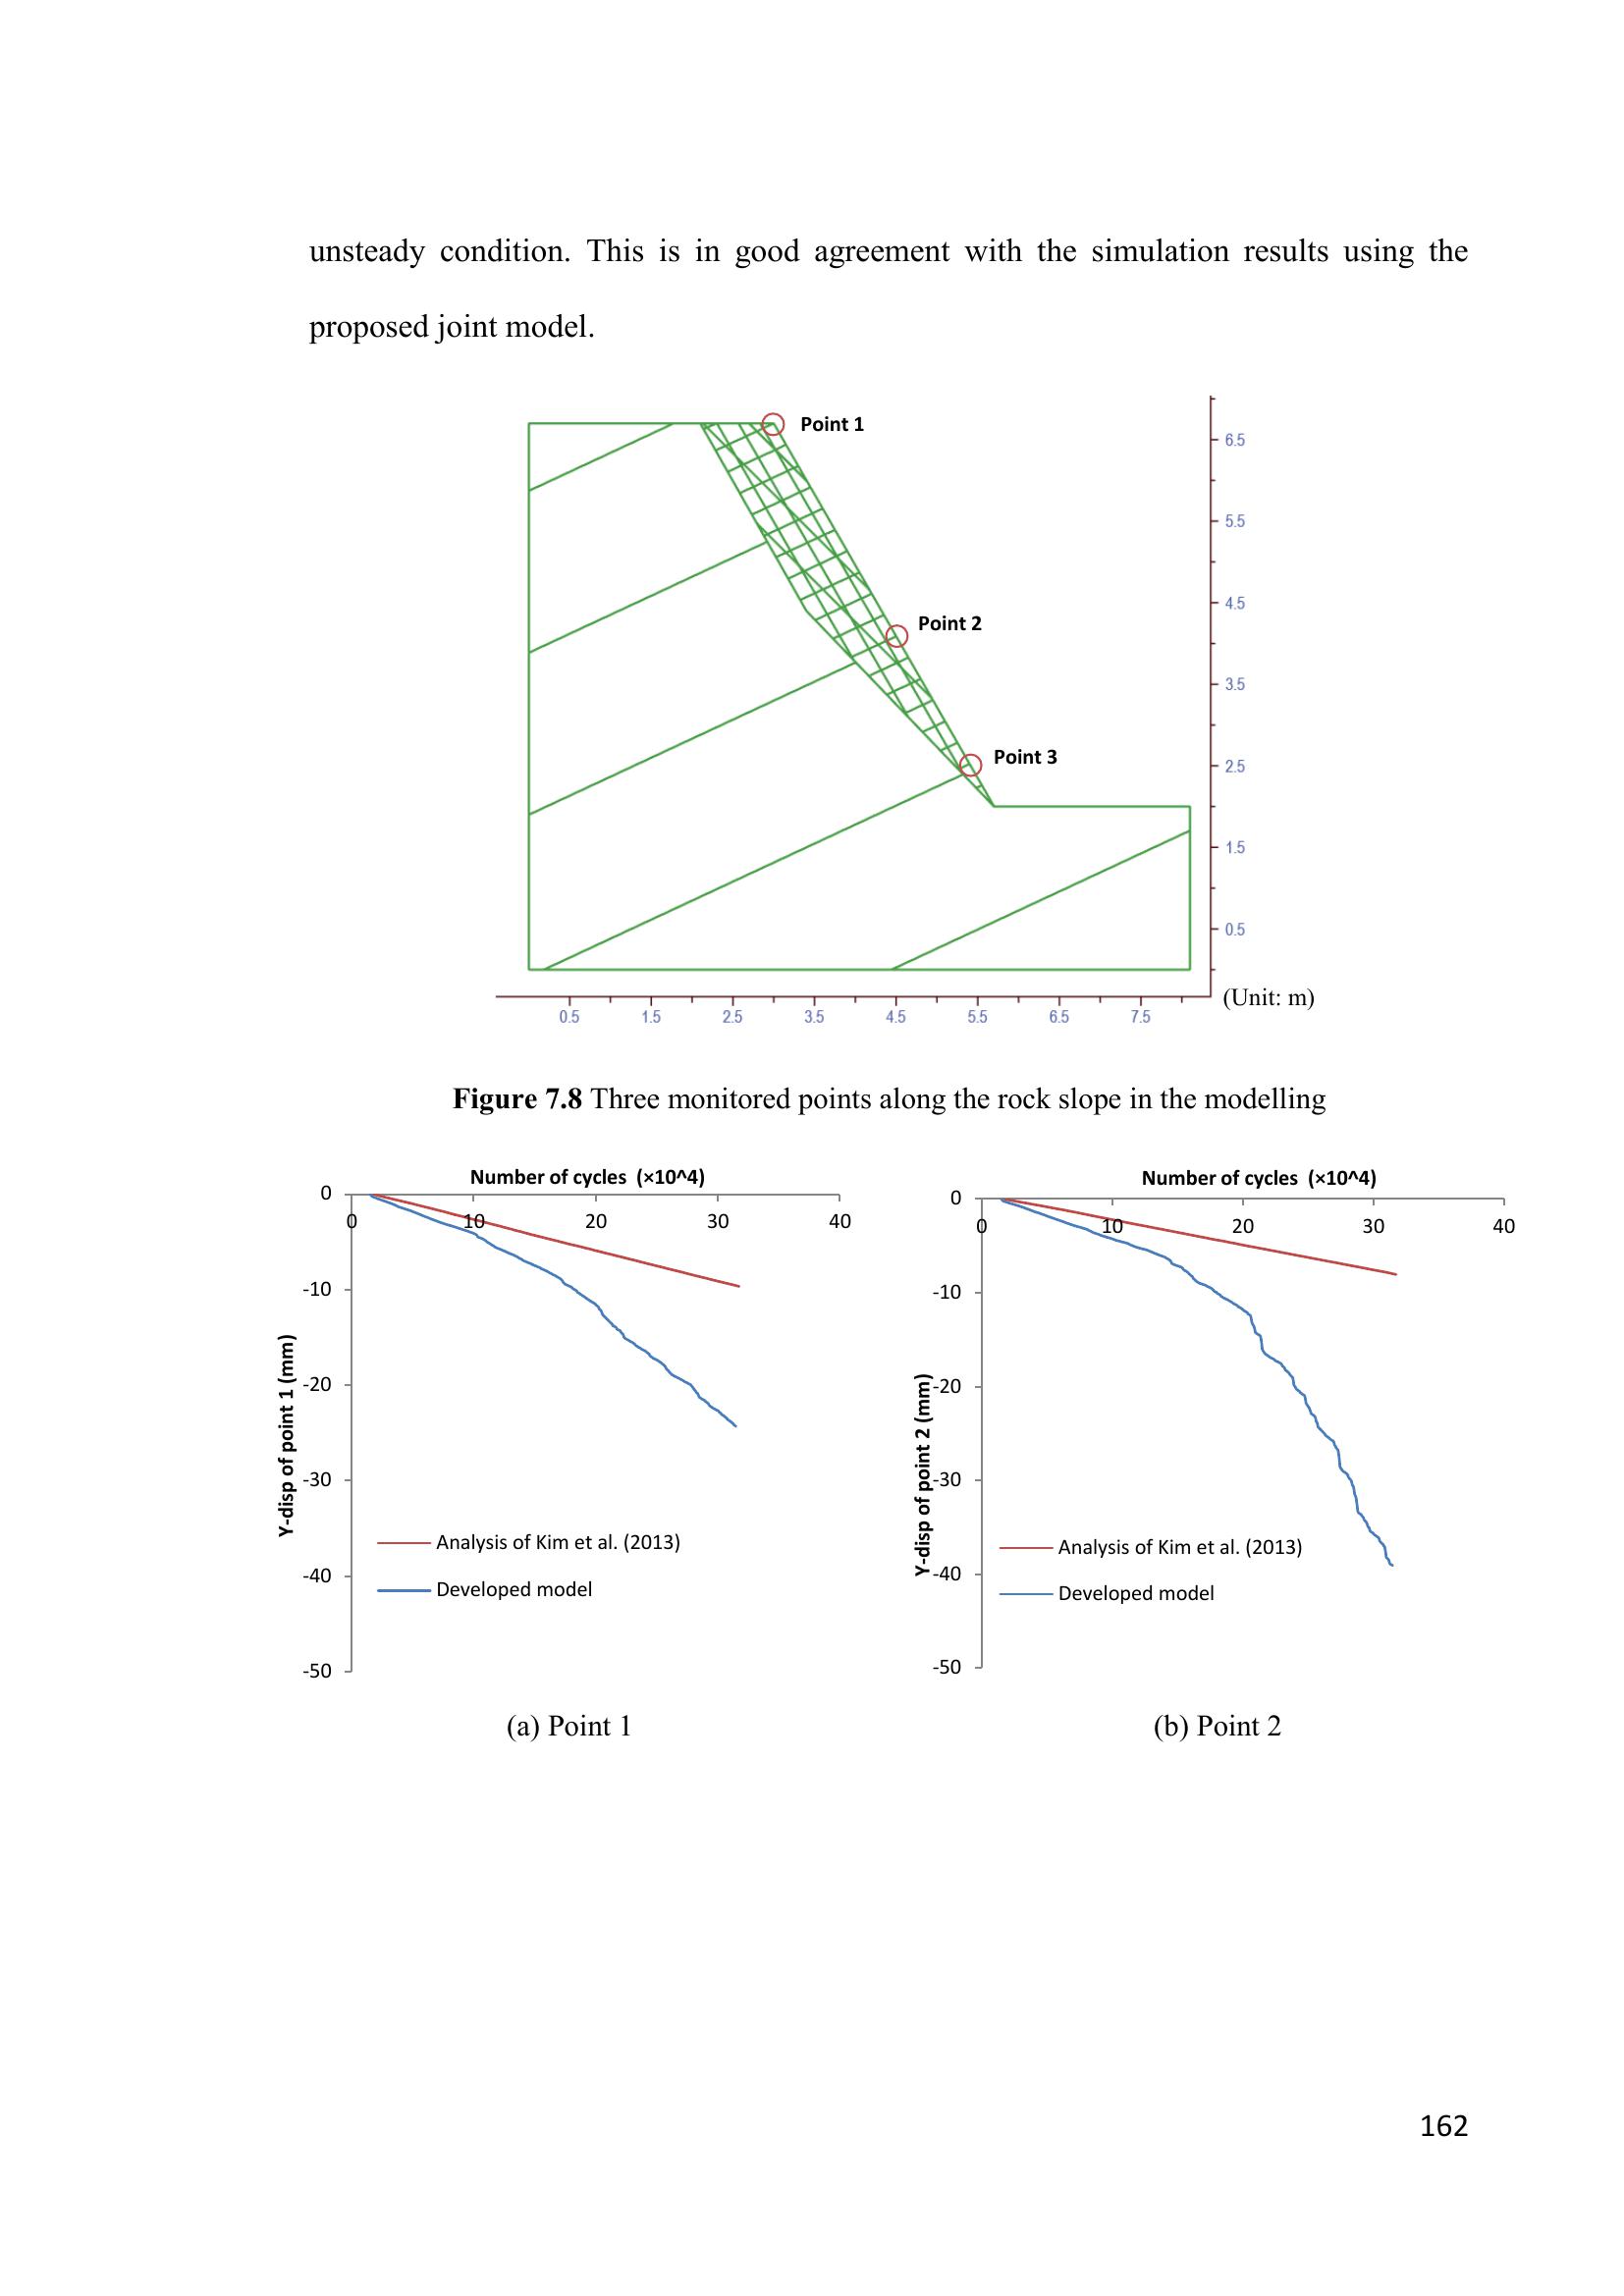 unsteady condition. This is in good agreement with the simulation results using the
proposed joint model.
Point 1
Point 2
Point 3
6.5
5.5
4.5
3.5
2.5
1.5
0.5
0.5 1.5 2.5 3.5 4.5 5.5 6.5 7.5
(Unit: m)
Figure 7.8 Three monitored points along the rock slope in the modelling
Number of cycles (×10^4)
0 10 20 30 40
0
-10
-20
-30
-40
-50
Y-disp of point 1 (mm)
Analysis of Kim et al. (2013)
Developed model
(a) Point 1
Number of cycles (×10^4)
0 10 20 30 40
0
-10
-20
-30
-40
-50
Y-disp of point 2 (mm)
Analysis of Kim et al. (2013)
Developed model
(b) Point 2
162